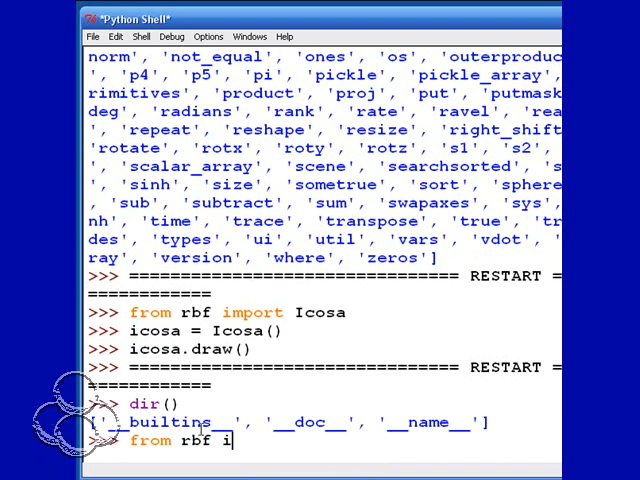 *Python Shell*
File Edit Shell Debug Options Windows Help
norm', 'not_equal', 'ones', 'os', 'outerproduc
', 'p4', 'p5', 'pi', 'pickle', 'pickle_array',
rimitives', 'product', 'proj', 'put', 'putmask
deg', 'radians', 'rank', 'rate', 'ravel', 'rea
, 'repeat', 'reshape', 'resize', 'right_shift
'rotate', 'rotx', 'roty', 'rotz', 's1', 's2',
, 'scalar_array', 'scene', 'searchsorted', 's
', 'sinh', 'size', 'sometrue', 'sort', 'sphere
, 'sub', 'subtract', 'sum', 'swapaxes', 'sys',
nh', 'time', 'trace', 'transpose', 'true', 'tr
des', 'types', 'ui', 'util', 'vars', 'vdot', '
ray', 'version', 'where', 'zeros']
>>> ================================ RESTART =
============
>>> from rbf import Icosa
>>> icosa = Icosa()
>>> icosa.draw()
>>> ================================ RESTART =
============
>>> dir()
['__builtins__', '__doc__', '__name__']
>>> from rbf i